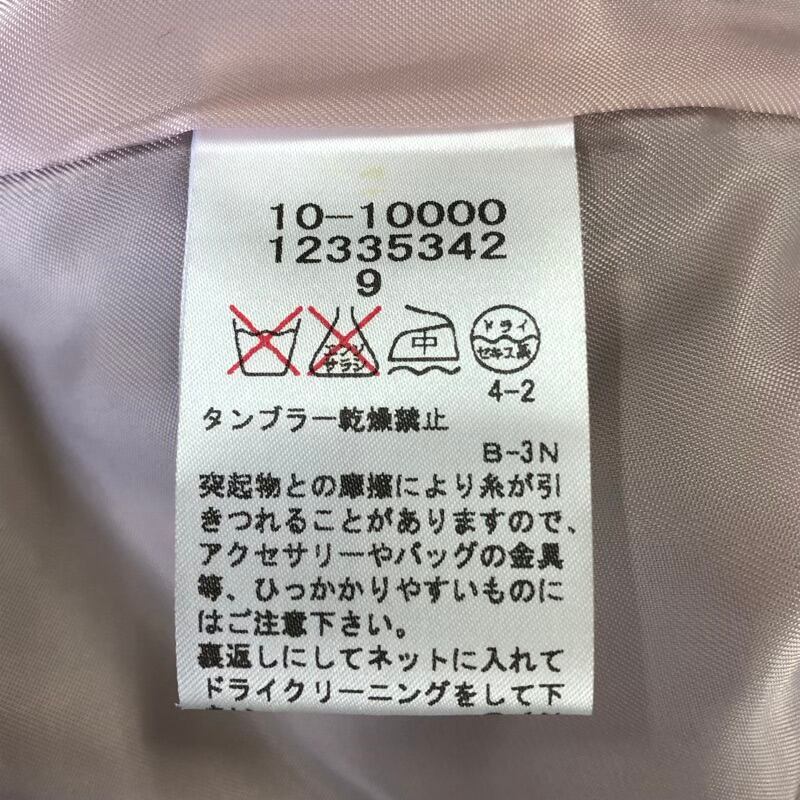 10-10000
12335342
9
エンソ
サラシ
中
ドライ
セキユ系
4-2
タンブラー乾燥禁止
B-3N
突起物との摩擦により糸が引
きつれることがありますので、
アクセサリーやバッグの金具
等、ひっかかりやすいものに
はご注意下さい。
裏返しにしてネットに入れて
ドライクリーニングをして下